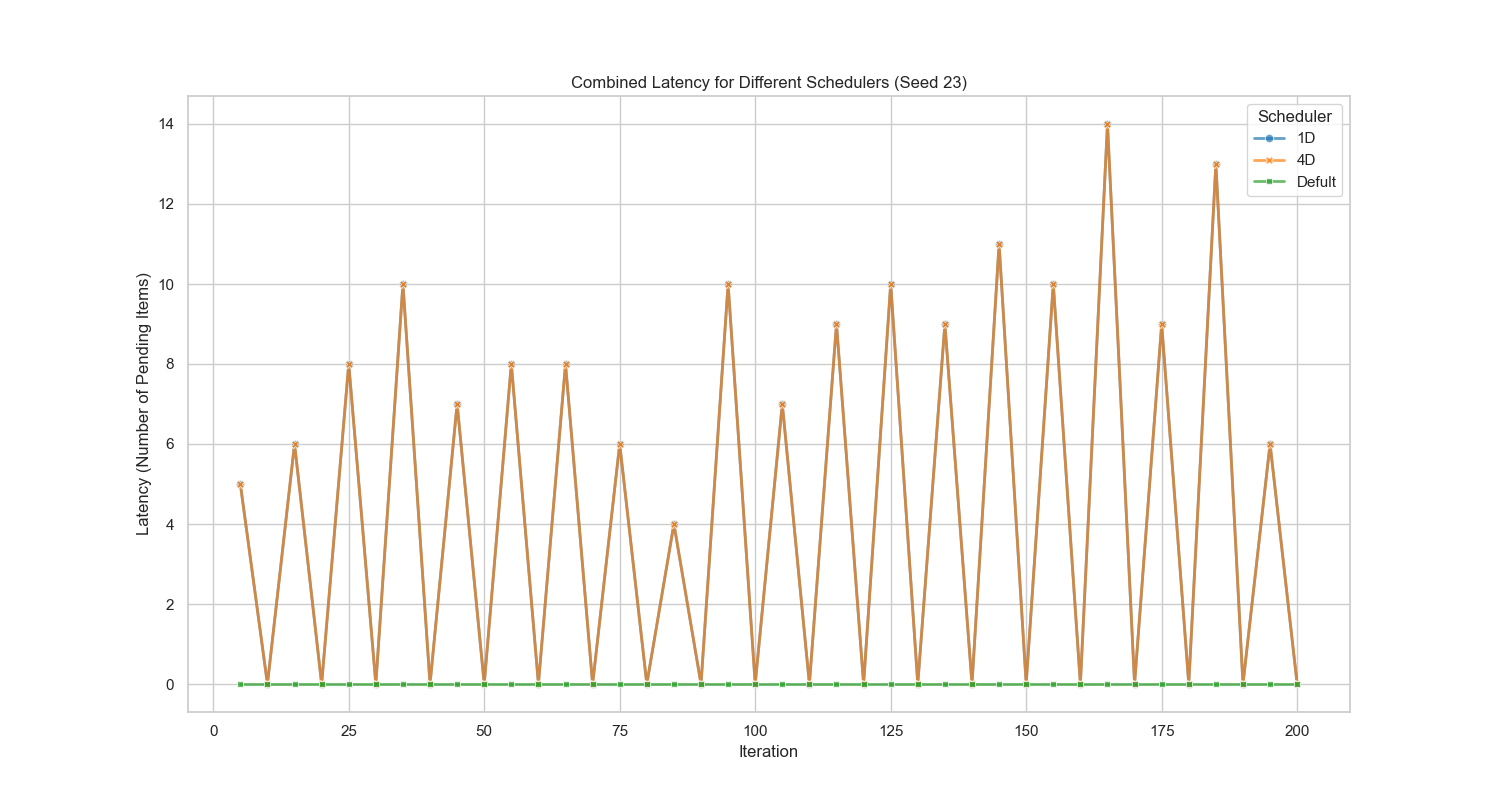 Combined Latency for Different Schedulers (Seed 23)
Scheduler
1D
4D
Defult
Latency (Number of Pending Items)
14
12
10
8
6
4
2
0
0 25 50 75 100 125 150 175 200
Iteration